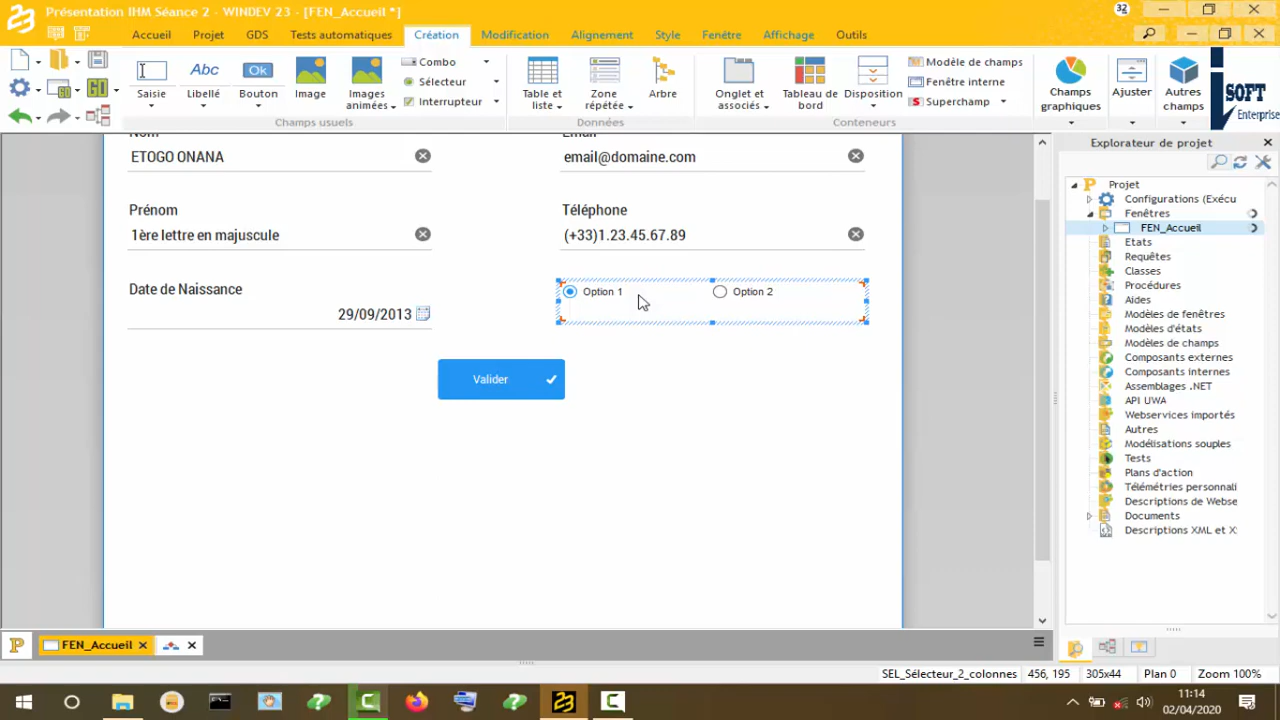 Présentation IHM Séance 2 - WINDEV 23 - [FEN_Accueil *]
32
Accueil Projet GDS Tests automatiques Création Modification Alignement Style Fenêtre Affichage Outils
Saisie
Abc
Libellé
Ok
Bouton
Image
Images animées
Combo
Sélecteur
Interrupteur
Table et liste
Zone répétée
Arbre
Onglet et associés
Tableau de bord
Disposition
Modèle de champs
Fenêtre interne
Superchamp
Champs graphiques
Ajuster
Autres champs
SOFT
Enterprise
Champs usuels
Données
Conteneurs
ETOGO ONANA
email@domaine.com
Prénom
Téléphone
1ère lettre en majuscule
(+33)1.23.45.67.89
Date de Naissance
29/09/2013
Option 1
Option 2
Valider
Explorateur de projet
Projet
Configurations (Exécu
Fenêtres
FEN_Accueil
Etats
Requêtes
Classes
Procédures
Aides
Modèles de fenêtres
Modèles d'états
Modèles de champs
Composants externes
Composants internes
Assemblages .NET
API UWA
Webservices importés
Autres
Modélisations souples
Tests
Plans d'action
Télémétries personnali
Descriptions de Webse
Documents
Descriptions XML et X
FEN_Accueil
SEL_Sélecteur_2_colonnes
456, 195
305x44
Plan 0
Zoom 100%
11:14
02/04/2020